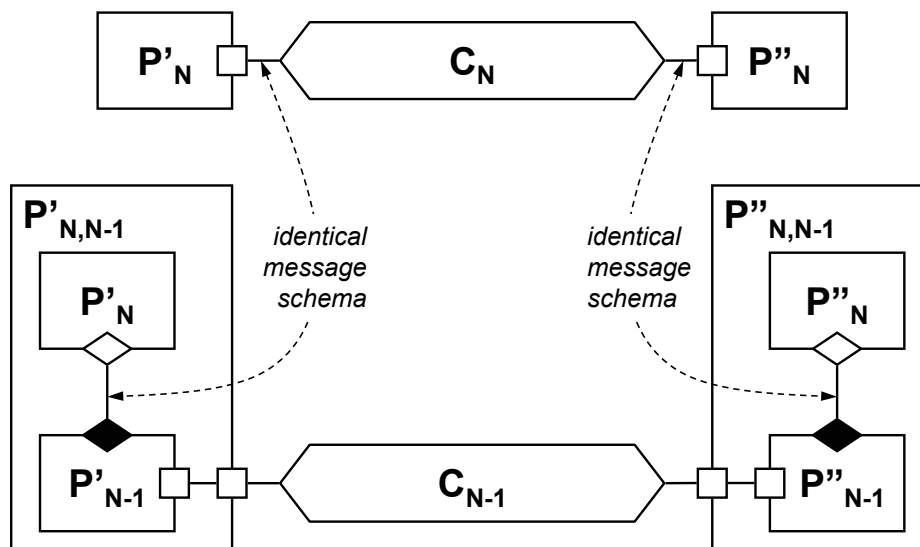 P’N
CN
P”N
P’N,N-1
P”N,N-1
identical
message
schema
identical
message
schema
P’N
P”N
P’N-1
CN-1
P”N-1